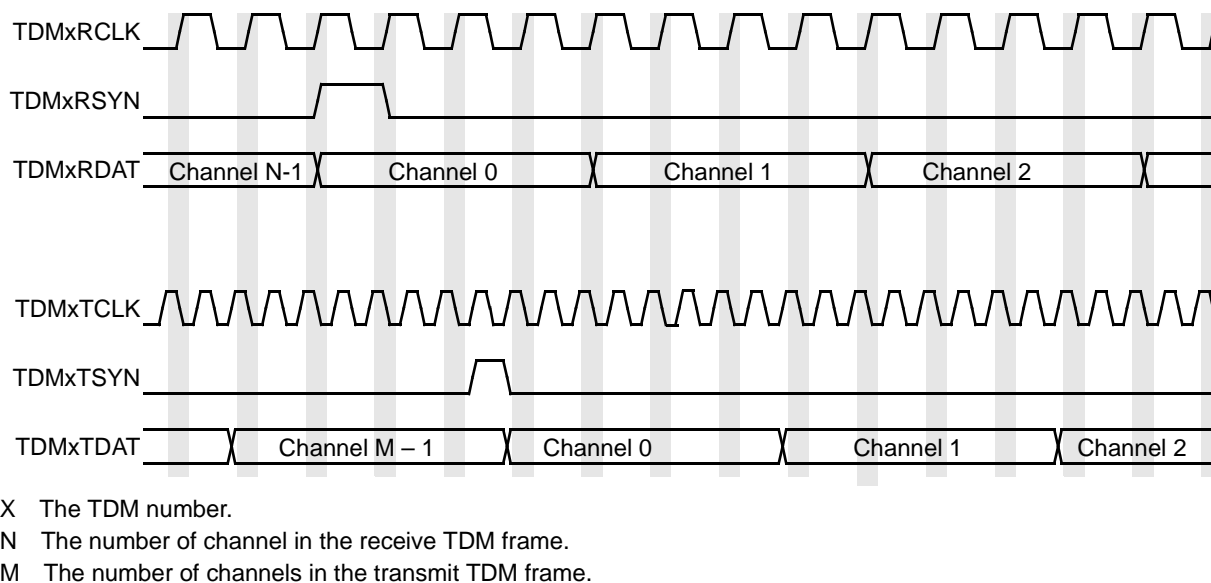 TDMxRCLK
TDMxRSYN
TDMxRDAT Channel N-1 Channel 0 Channel 1 Channel 2
TDMxTCLK
TDMxTSYN
TDMxTDAT Channel M – 1 Channel 0 Channel 1 Channel 2
X The TDM number.
N The number of channel in the receive TDM frame.
M The number of channels in the transmit TDM frame.